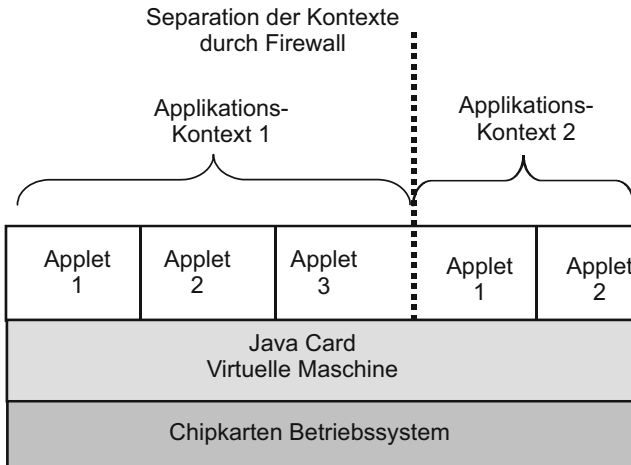 Separation der Kontexte
durch Firewall
Applikations-
Kontext 1
Applikations-
Kontext 2
Applet
1
Applet
2
Applet
3
Applet
1
Applet
2
Java Card
Virtuelle Maschine
Chipkarten Betriebssystem